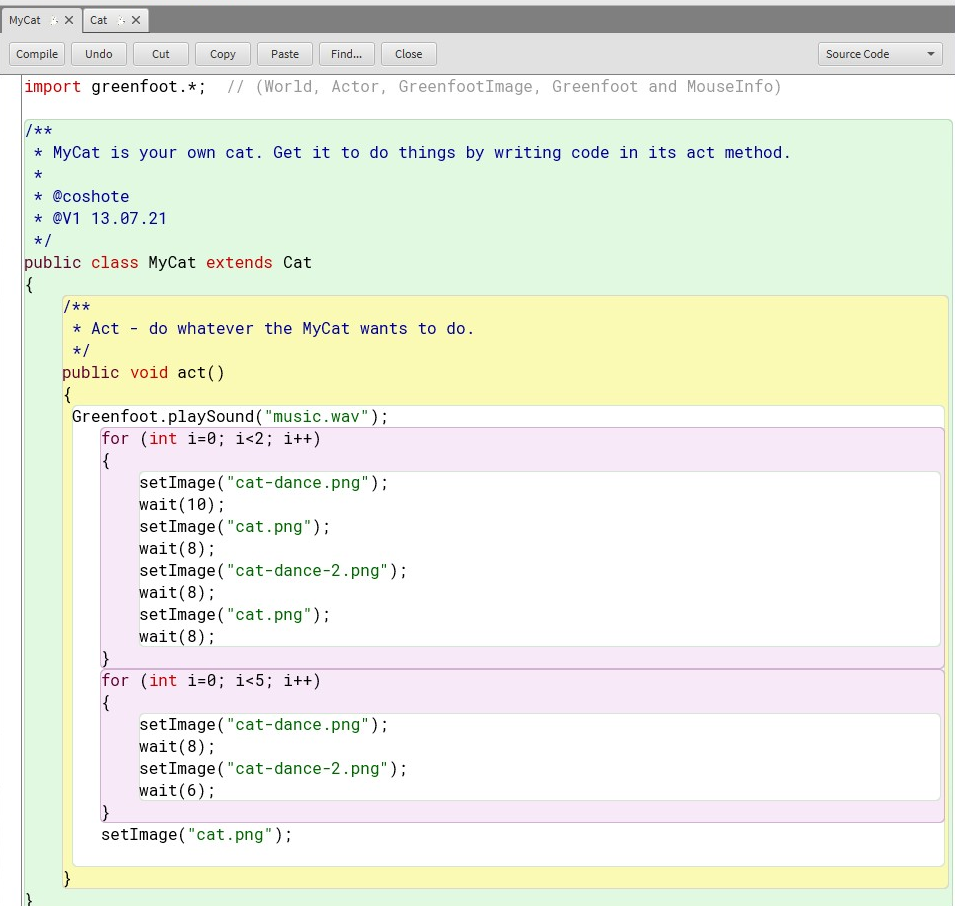 MyCat Cat
Compile Undo Cut Copy Paste Find... Close Source Code
import greenfoot.*;  // (World, Actor, GreenfootImage, Greenfoot and MouseInfo)
/**
 * MyCat is your own cat. Get it to do things by writing code in its act method.
 *
 * @coshote
 * @V1 13.07.21
 */
public class MyCat extends Cat
{
    /**
     * Act - do whatever the MyCat wants to do.
     */
    public void act()
    {
     Greenfoot.playSound("music.wav");
        for (int i=0; i<2; i++)
        {
            setImage("cat-dance.png");
            wait(10);
            setImage("cat.png");
            wait(8);
            setImage("cat-dance-2.png");
            wait(8);
            setImage("cat.png");
            wait(8);
        }
        for (int i=0; i<5; i++)
        {
            setImage("cat-dance.png");
            wait(8);
            setImage("cat-dance-2.png");
            wait(6);
        }
        setImage("cat.png");
    }
}